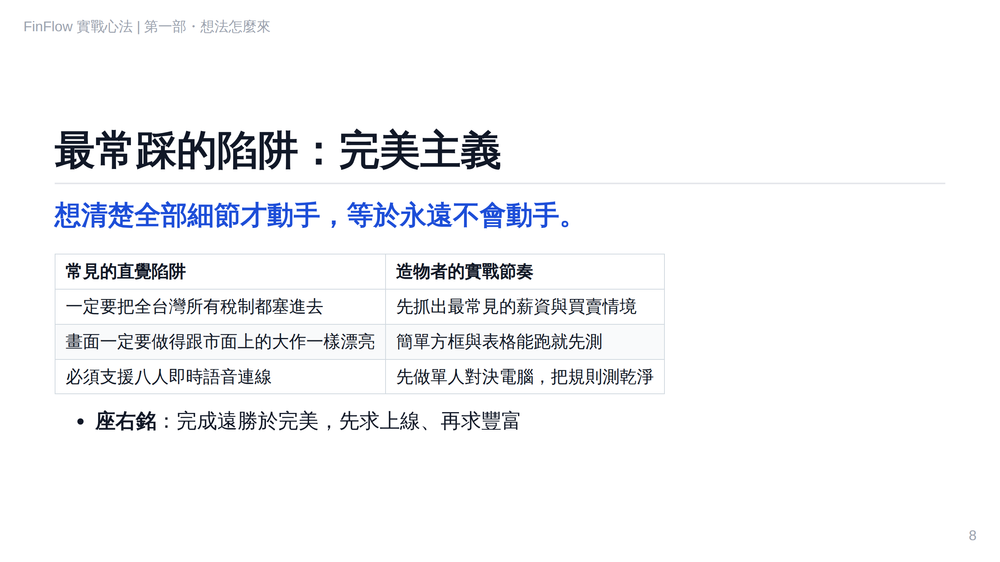 FinFlow 實戰心法 | 第一部・想法怎麼來
最常踩的陷阱：完美主義
想清楚全部細節才動手，等於永遠不會動手。
常見的直覺陷阱
造物者的實戰節奏
一定要把全台灣所有稅制都塞進去
先抓出最常見的薪資與買賣情境
畫面一定要做得跟市面上的大作一樣漂亮
簡單方框與表格能跑就先測
必須支援八人即時語音連線
先做單人對決電腦，把規則測乾淨
• 座右銘：完成遠勝於完美，先求上線、再求豐富
8